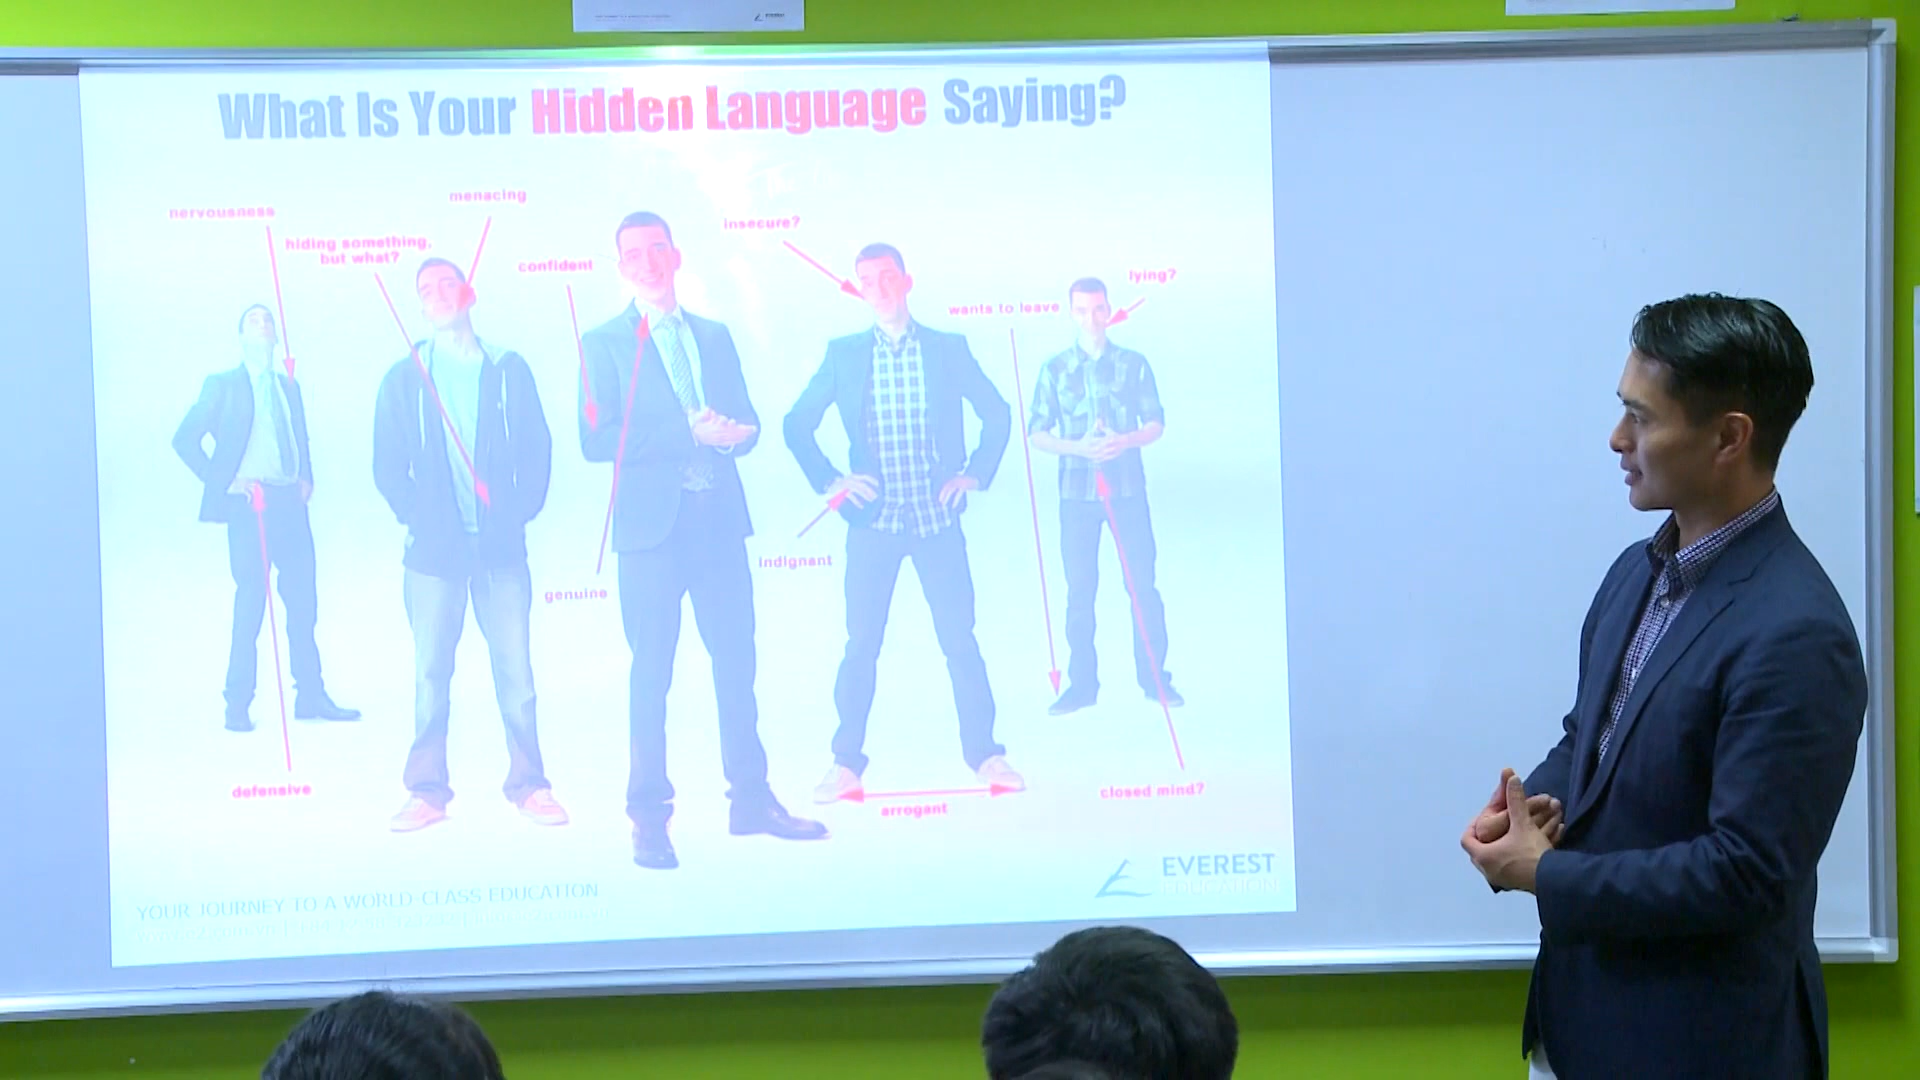 What Is Your Hidden Language Saying?
menacing
nervousness
insecure?
hiding something,
but what?
confident
lying?
wants to leave
indignant
genuine
defensive
closed mind?
arrogant
EVEREST
EDUCATION
YOUR JOURNEY TO A WORLD-CLASS EDUCATION